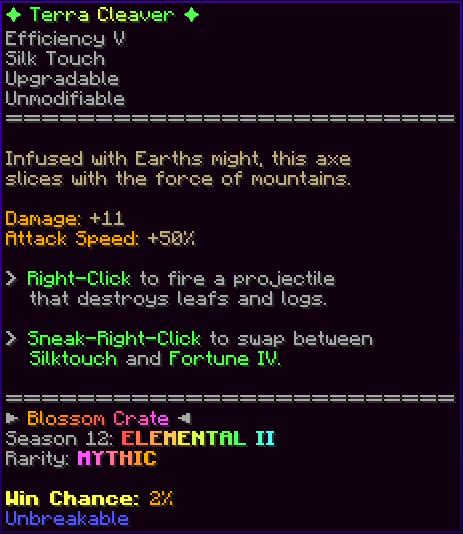 ✦ Terra Cleaver ✦
Efficiency V
Silk Touch
Upgradable
Unmodifiable
==========================
Infused with Earths might, this axe
slices with the force of mountains.
Damage: +11
Attack Speed: +50%
> Right-Click to fire a projectile
that destroys leafs and logs.
> Sneak-Right-Click to swap between
Silktouch and Fortune IV.
==========================
► Blossom Crate ◄
Season 12: ELEMENTAL II
Rarity: MYTHIC
Win Chance: 2%
Unbreakable